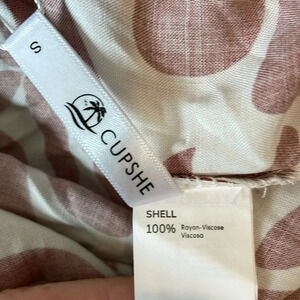 S
CUPSHE
SHELL
100% Rayon-Viscose
Viscosa